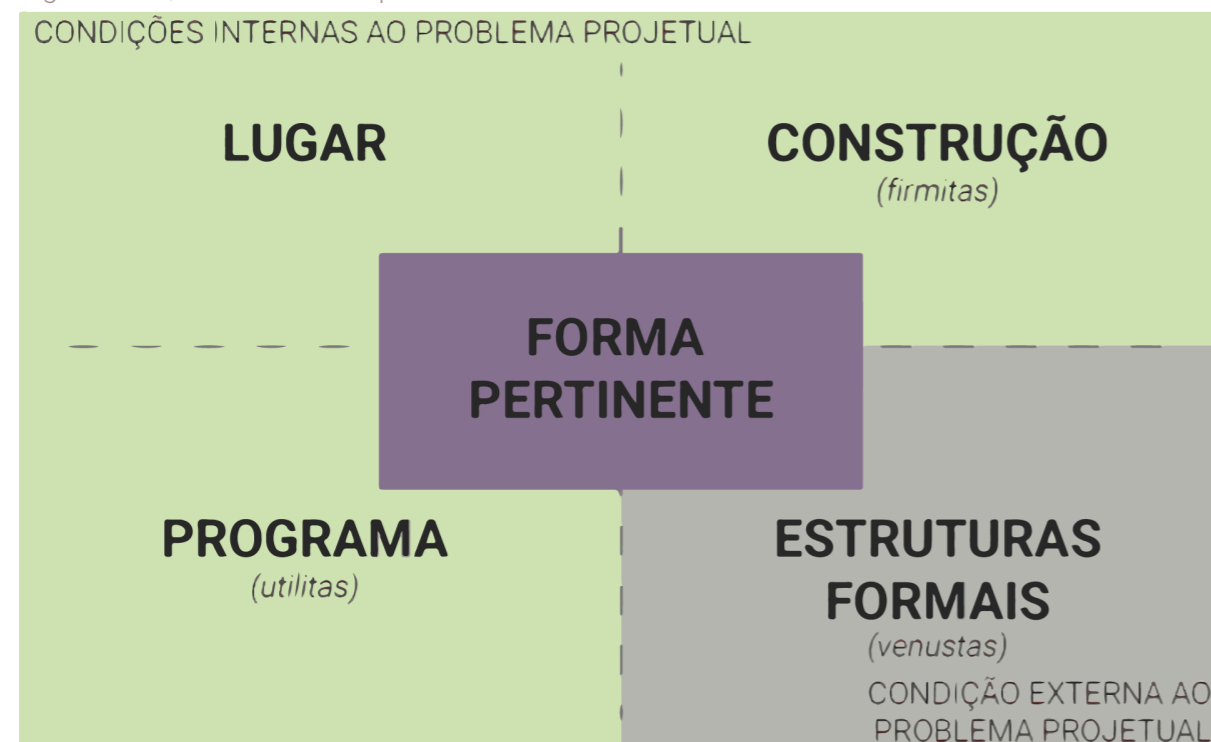 CONDIÇÕES INTERNAS AO PROBLEMA PROJETUAL
LUGAR
CONSTRUÇÃO
(firmitas)
FORMA
PERTINENTE
PROGRAMA
(utilitas)
ESTRUTURAS
FORMAIS
(venustas)
CONDIÇÃO EXTERNA AO
PROBLEMA PROJETUAL